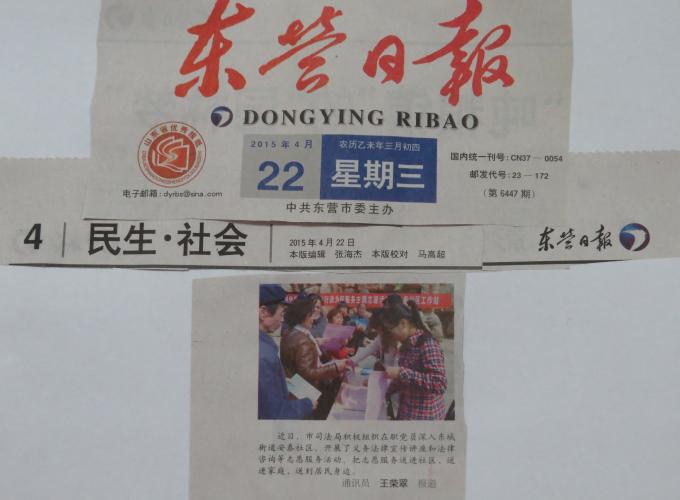 东营日報
DONGYING RIBAO
山东省优秀报纸
2015年4月
22
农历乙未年三月初四
星期三
国内统一刊号:CN37—0054
邮发代号:23—172
(第6447期)
电子邮箱:dyrbs@sina.com
中共东营市委主办
4
民生·社会
2015年4月22日
本版编辑 张海杰 本版校对 马高超
东营日報
近日,市司法局积极组织在职党员深入东城
街道安泰社区,开展了义务法律宣传讲座和法律
咨询等志愿服务活动,把志愿服务送进社区、送
进家庭,送到居民身边。
通讯员 王荣翠 报道